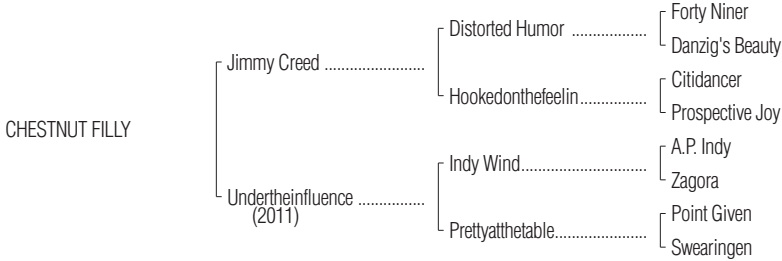 Forty Niner
Distorted Humor ..................
Danzig's Beauty
Jimmy Creed ........................
Citidancer
Hookedonthefeelin................
Prospective Joy
CHESTNUT FILLY
A.P. Indy
Indy Wind..............................
Zagora
Undertheinfluence ................
(2011)
Point Given
Prettyatthetable......................
Swearingen